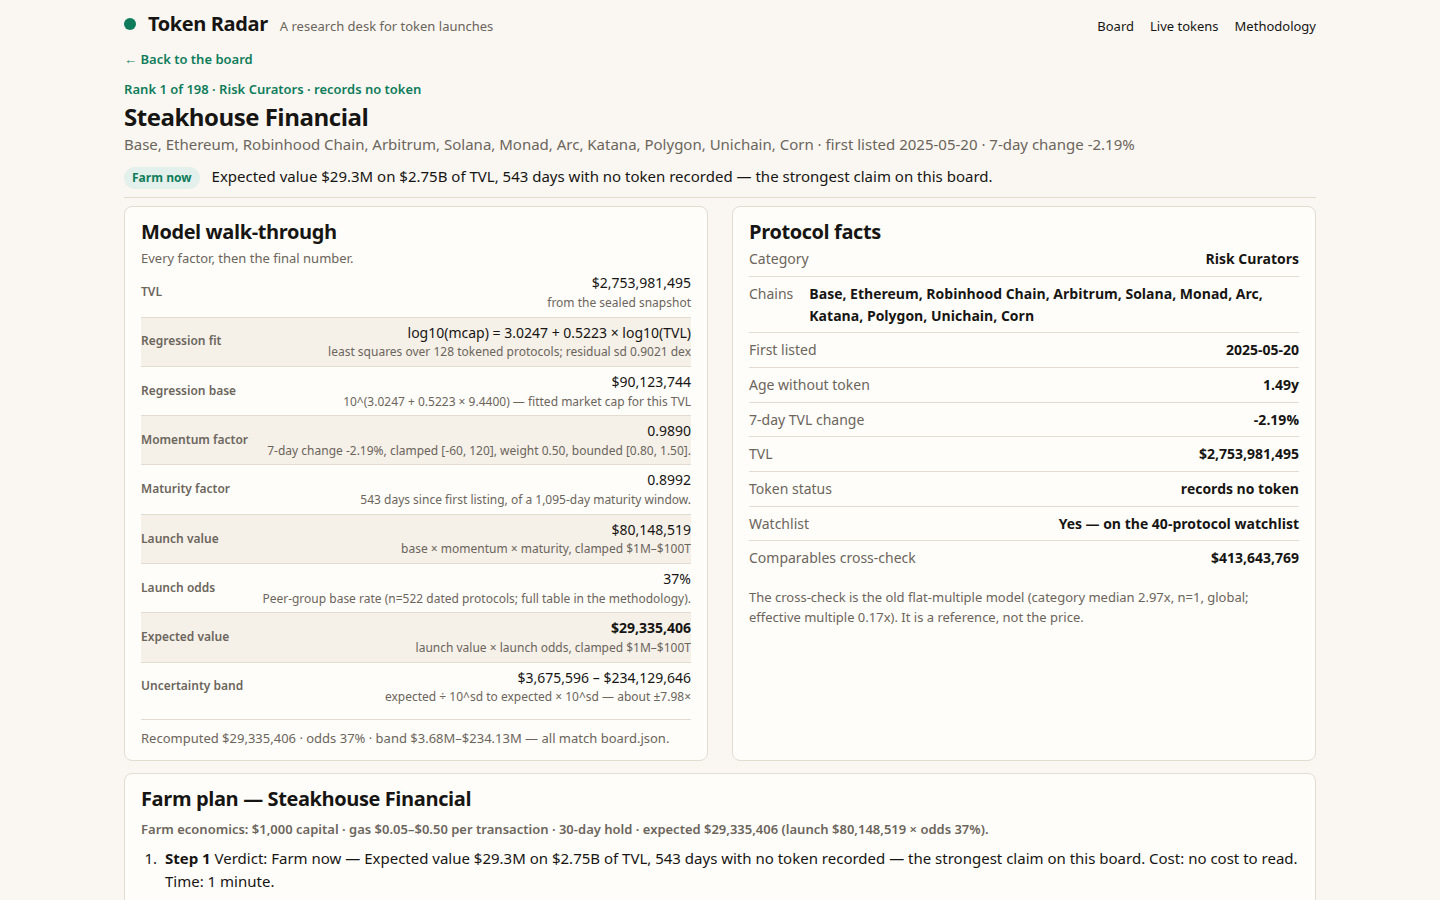 Token Radar A research desk for token launches Board Live tokens Methodology
← Back to the board
Rank 1 of 198 · Risk Curators · records no token
Steakhouse Financial
Base, Ethereum, Robinhood Chain, Arbitrum, Solana, Monad, Arc, Katana, Polygon, Unichain, Corn · first listed 2025-05-20 · 7-day change -2.19%
Farm now Expected value $29.3M on $2.75B of TVL, 543 days with no token recorded — the strongest claim on this board.
Model walk-through
Every factor, then the final number.
TVL $2,753,981,495
from the sealed snapshot
Regression fit log10(mcap) = 3.0247 + 0.5223 × log10(TVL)
least squares over 128 tokened protocols; residual sd 0.9021 dex
Regression base $90,123,744
10^(3.0247 + 0.5223 × 9.4400) — fitted market cap for this TVL
Momentum factor 0.9890
7-day change -2.19%, clamped [-60, 120], weight 0.50, bounded [0.80, 1.50].
Maturity factor 0.8992
543 days since first listing, of a 1,095-day maturity window.
Launch value $80,148,519
base × momentum × maturity, clamped $1M–$100T
Launch odds 37%
Peer-group base rate (n=522 dated protocols; full table in the methodology).
Expected value $29,335,406
launch value × launch odds, clamped $1M–$100T
Uncertainty band $3,675,596 – $234,129,646
expected ÷ 10^sd to expected × 10^sd — about ±7.98×
Recomputed $29,335,406 · odds 37% · band $3.68M–$234.13M — all match board.json.
Protocol facts
Category Risk Curators
Chains Base, Ethereum, Robinhood Chain, Arbitrum, Solana, Monad, Arc,
Katana, Polygon, Unichain, Corn
First listed 2025-05-20
Age without token 1.49y
7-day TVL change -2.19%
TVL $2,753,981,495
Token status records no token
Watchlist Yes — on the 40-protocol watchlist
Comparables cross-check $413,643,769
The cross-check is the old flat-multiple model (category median 2.97x, n=1, global;
effective multiple 0.17x). It is a reference, not the price.
Farm plan — Steakhouse Financial
Farm economics: $1,000 capital · gas $0.05–$0.50 per transaction · 30-day hold · expected $29,335,406 (launch $80,148,519 × odds 37%).
1. Step 1 Verdict: Farm now — Expected value $29.3M on $2.75B of TVL, 543 days with no token recorded — the strongest claim on this board. Cost: no cost to read.
Time: 1 minute.